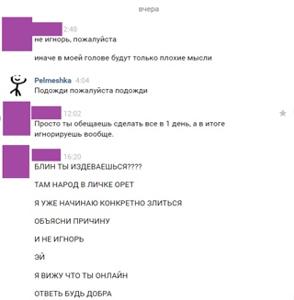 вчера
2:48
не игнорь, пожалуйста
иначе в моей голове будут только плохие мысли
Pelmeshka 4:04
Подожди пожалуйста подожди
12:02
Просто ты обещаешь сделать все в 1 день, а в итоге
игнорируешь вообще.
16:20
БЛИН ТЫ ИЗДЕВАЕШЬСЯ????
ТАМ НАРОД В ЛИЧКЕ ОРЕТ
Я УЖЕ НАЧИНАЮ КОНКРЕТНО ЗЛИТЬСЯ
ОБЪЯСНИ ПРИЧИНУ
И НЕ ИГНОРЬ
ЭЙ
Я ВИЖУ ЧТО ТЫ ОНЛАЙН
ОТВЕТЬ БУДЬ ДОБРА